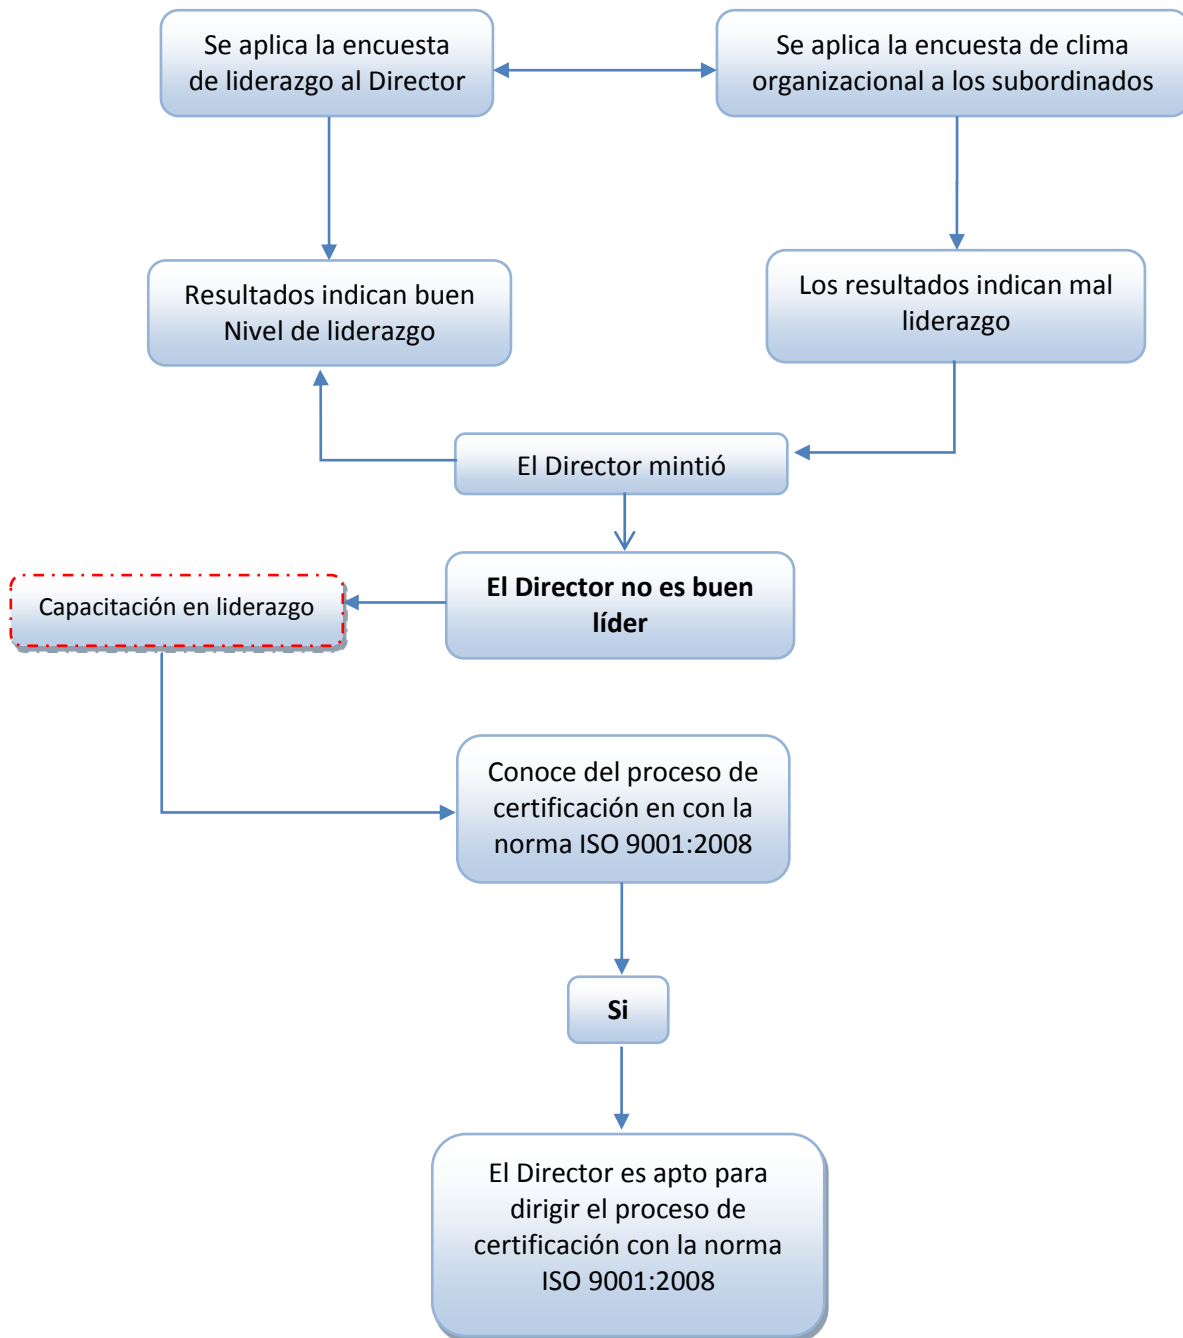 Se aplica la encuesta
de liderazgo al Director
Se aplica la encuesta de clima
organizacional a los subordinados
Resultados indican buen
Nivel de liderazgo
Los resultados indican mal
liderazgo
El Director mintió
El Director no es buen
líder
Capacitación en liderazgo
Conoce del proceso de
certificación en con la
norma ISO 9001:2008
Si
El Director es apto para
dirigir el proceso de
certificación con la norma
ISO 9001:2008